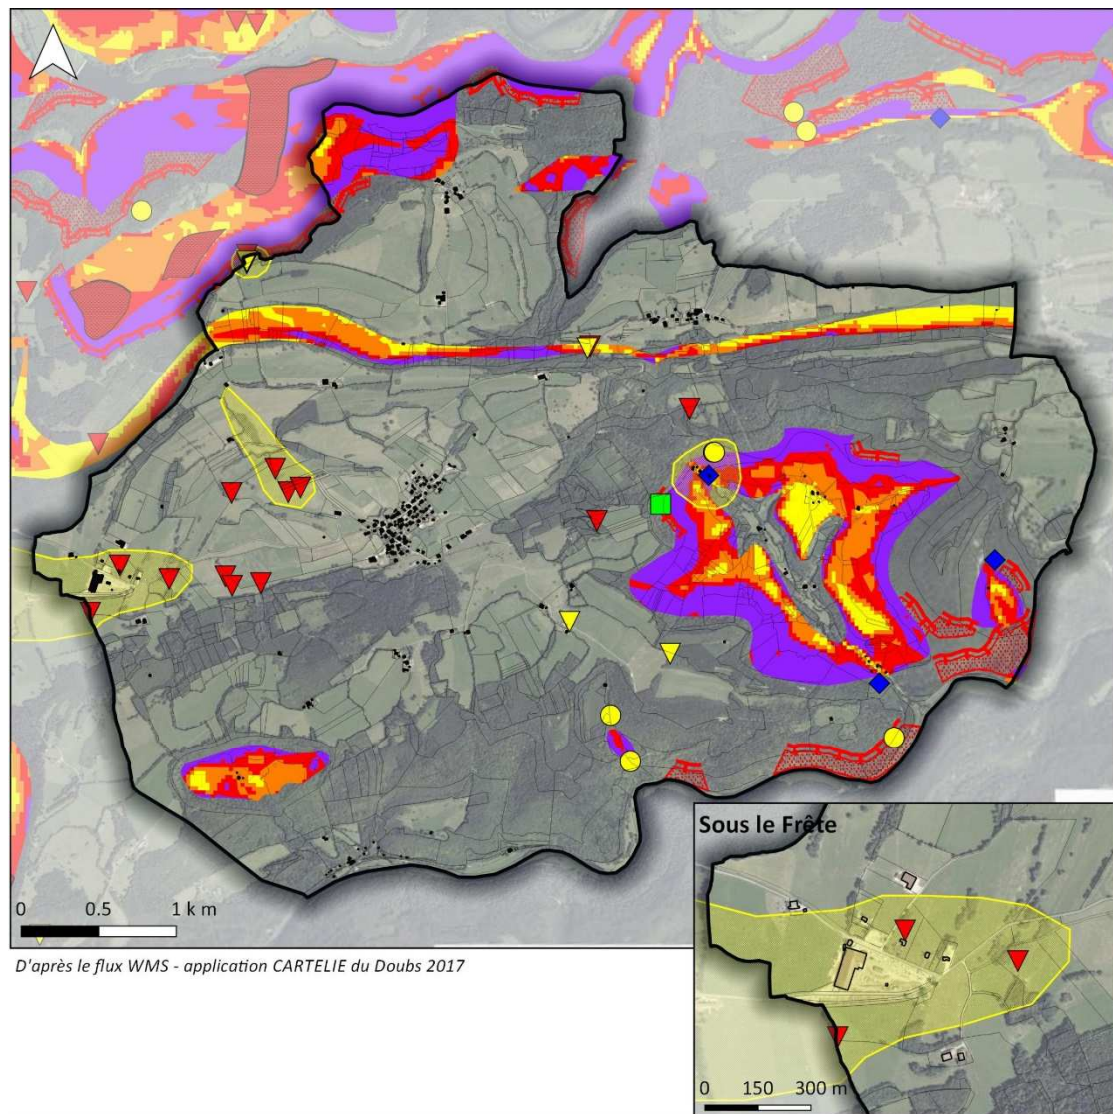 0 0.5 1 k m
D'après le flux WMS - application CARTELIE du Doubs 2017
Sous le Frête
0 150 300 m